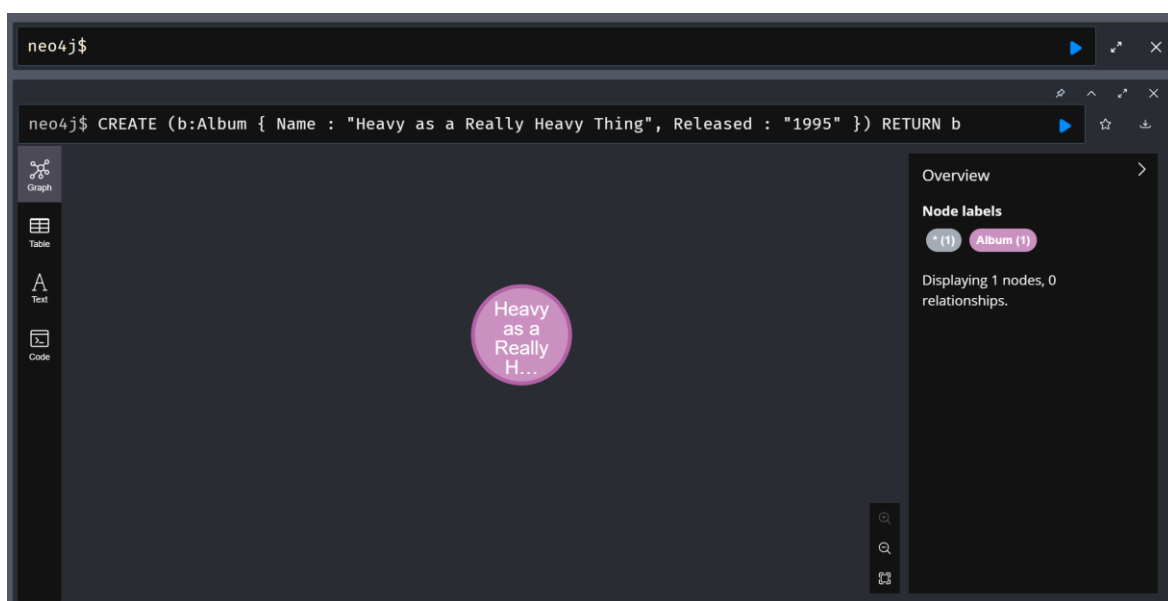 neo4j$
neo4j$ CREATE (b:Album { Name : "Heavy as a Really Heavy Thing", Released : "1995" }) RETURN b
Graph
Table
A
Text
Code
Heavy
as a
Really
H...
Overview
Node labels
* (1) Album (1)
Displaying 1 nodes, 0
relationships.